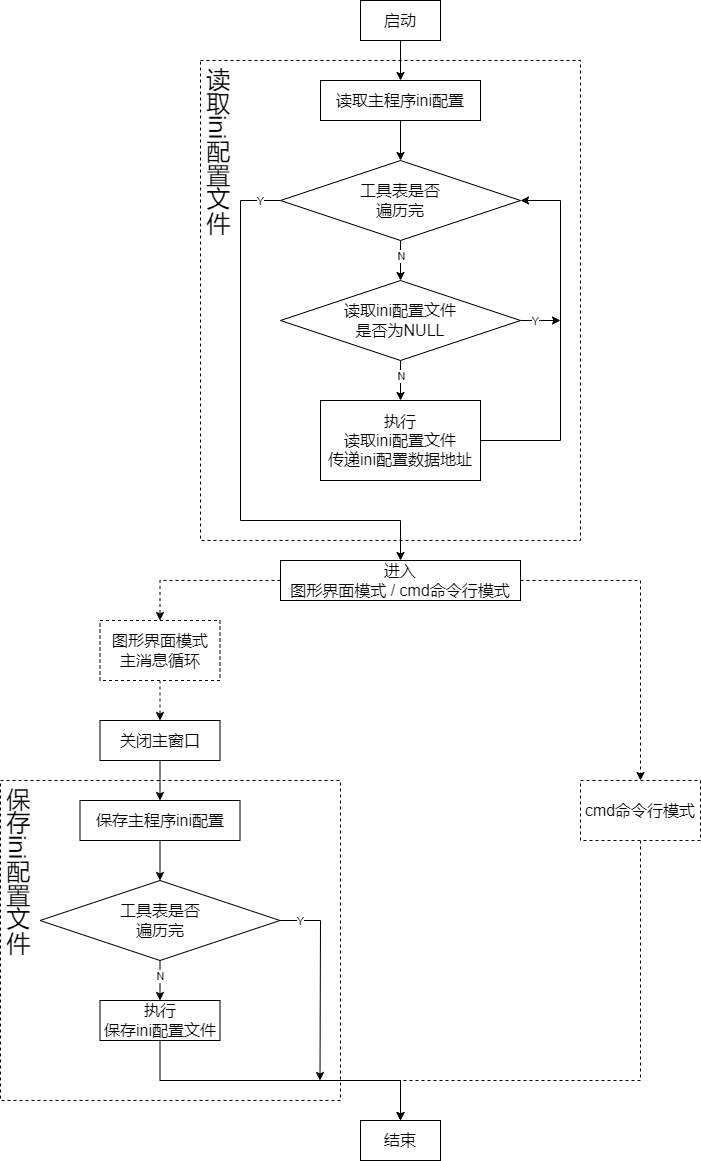 启动
读取ini配置文件
读取主程序ini配置
工具表是否
遍历完
Y
N
读取ini配置文件
是否为NULL
Y
N
执行
读取ini配置文件
传递ini配置数据地址
进入
图形界面模式 / cmd命令行模式
图形界面模式
主消息循环
关闭主窗口
保存ini配置文件
保存主程序ini配置
cmd命令行模式
工具表是否
遍历完
Y
N
执行
保存ini配置文件
结束